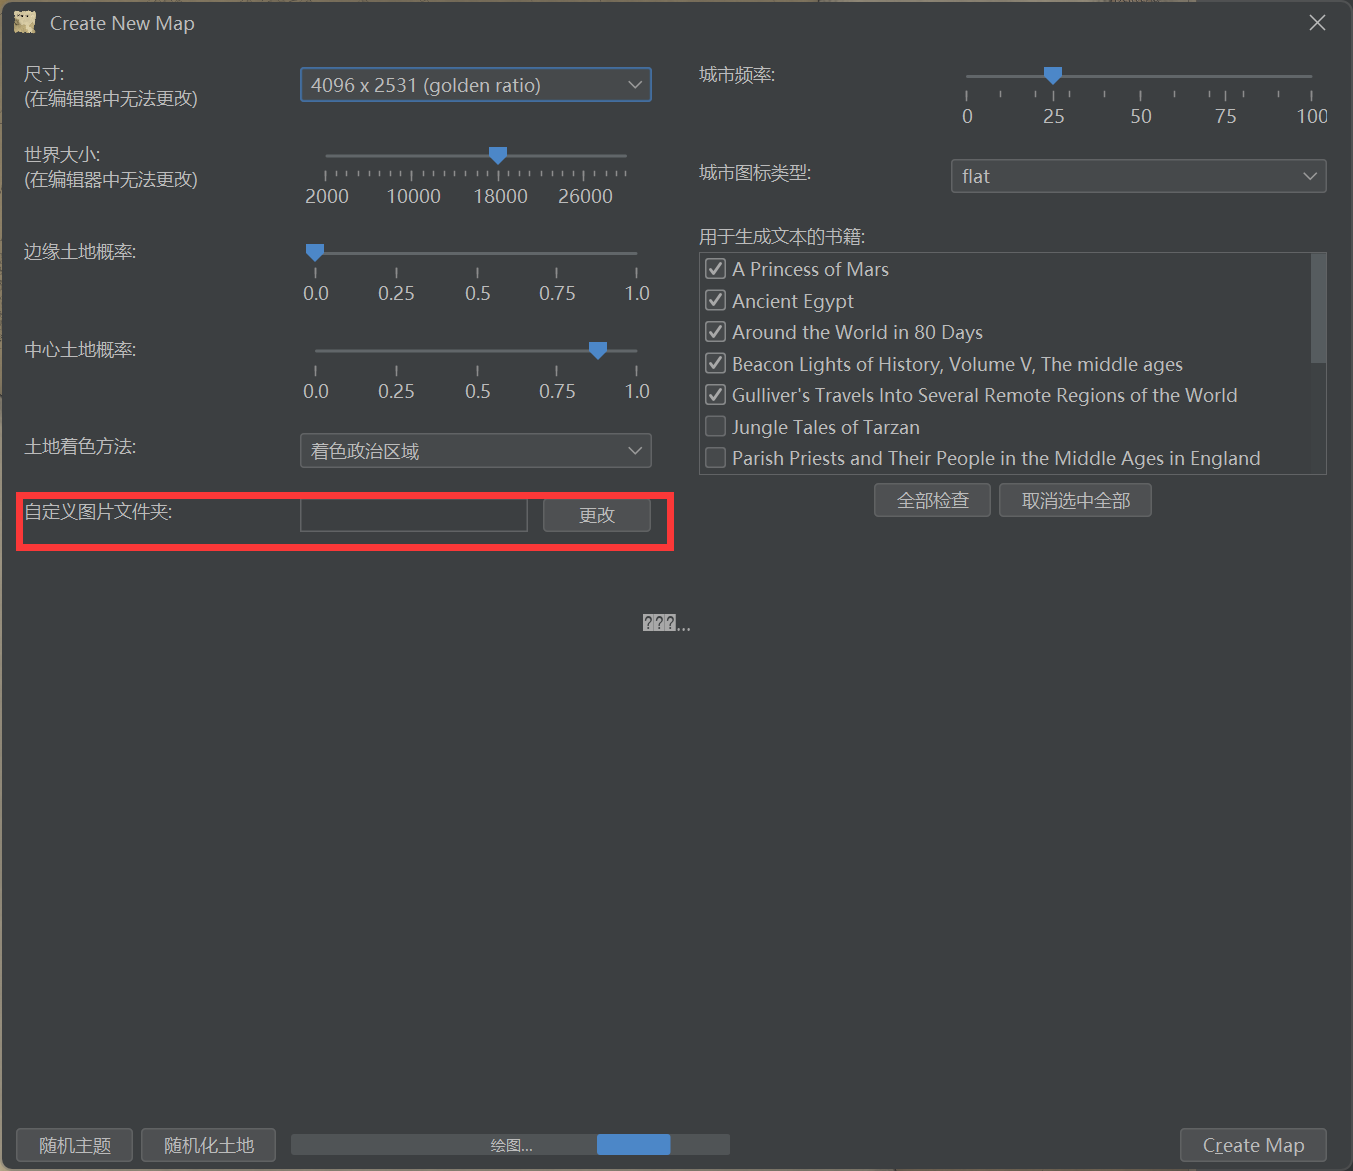 Create New Map
尺寸:
(在编辑器中无法更改)
4096 x 2531 (golden ratio)
世界大小:
(在编辑器中无法更改)
2000 10000 18000 26000
边缘土地概率:
0.0 0.25 0.5 0.75 1.0
中心土地概率:
0.0 0.25 0.5 0.75 1.0
土地着色方法:
着色政治区域
自定义图片文件夹:
更改
城市频率:
0 25 50 75 100
城市图标类型:
flat
用于生成文本的书籍:
A Princess of Mars
Ancient Egypt
Around the World in 80 Days
Beacon Lights of History, Volume V, The middle ages
Gulliver's Travels Into Several Remote Regions of the World
Jungle Tales of Tarzan
Parish Priests and Their People in the Middle Ages in England
全部检查 取消选中全部
???...
随机主题 随机化土地 绘图... Create Map